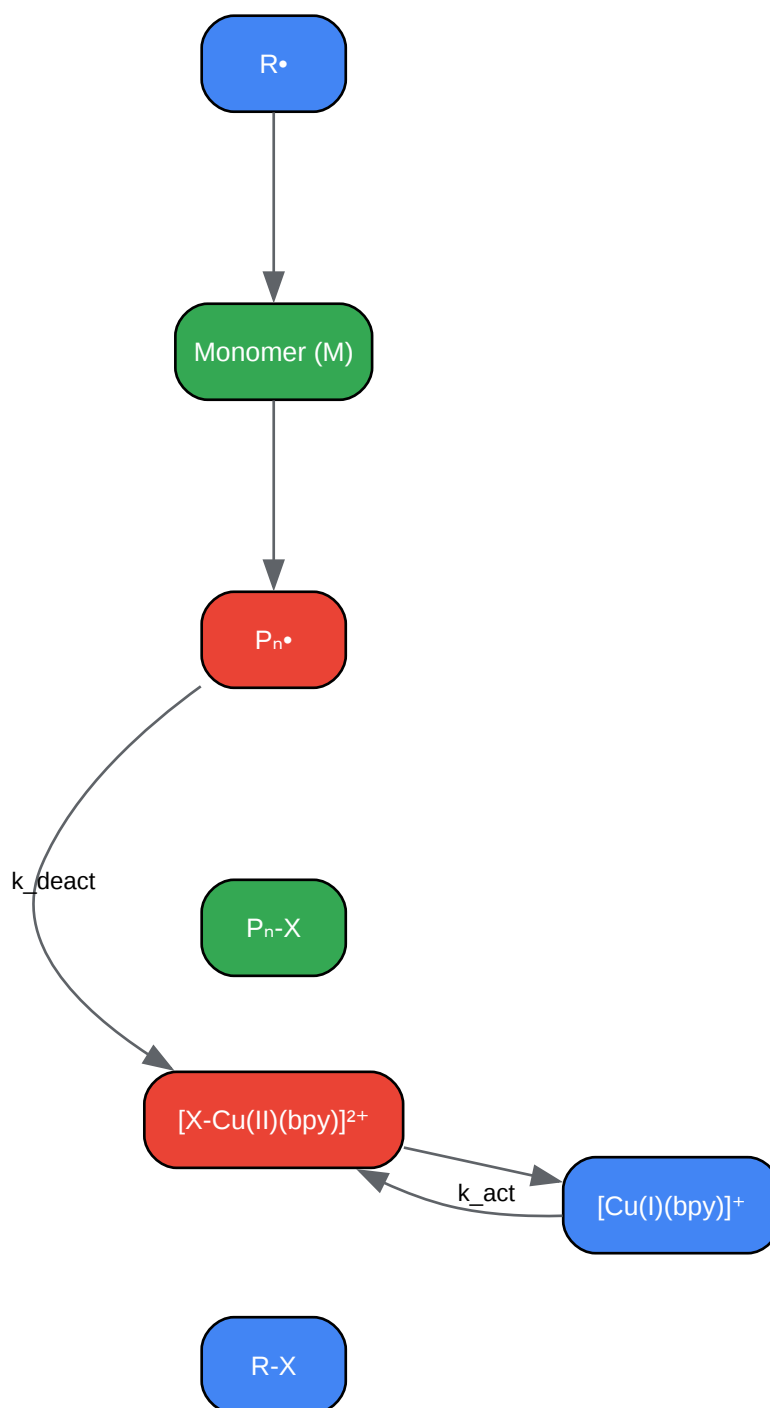 R•
Monomer (M)
Pₙ•
k_deact
Pₙ-X
[X-Cu(II)(bpy)]²⁺
k_act
[Cu(I)(bpy)]⁺
R-X